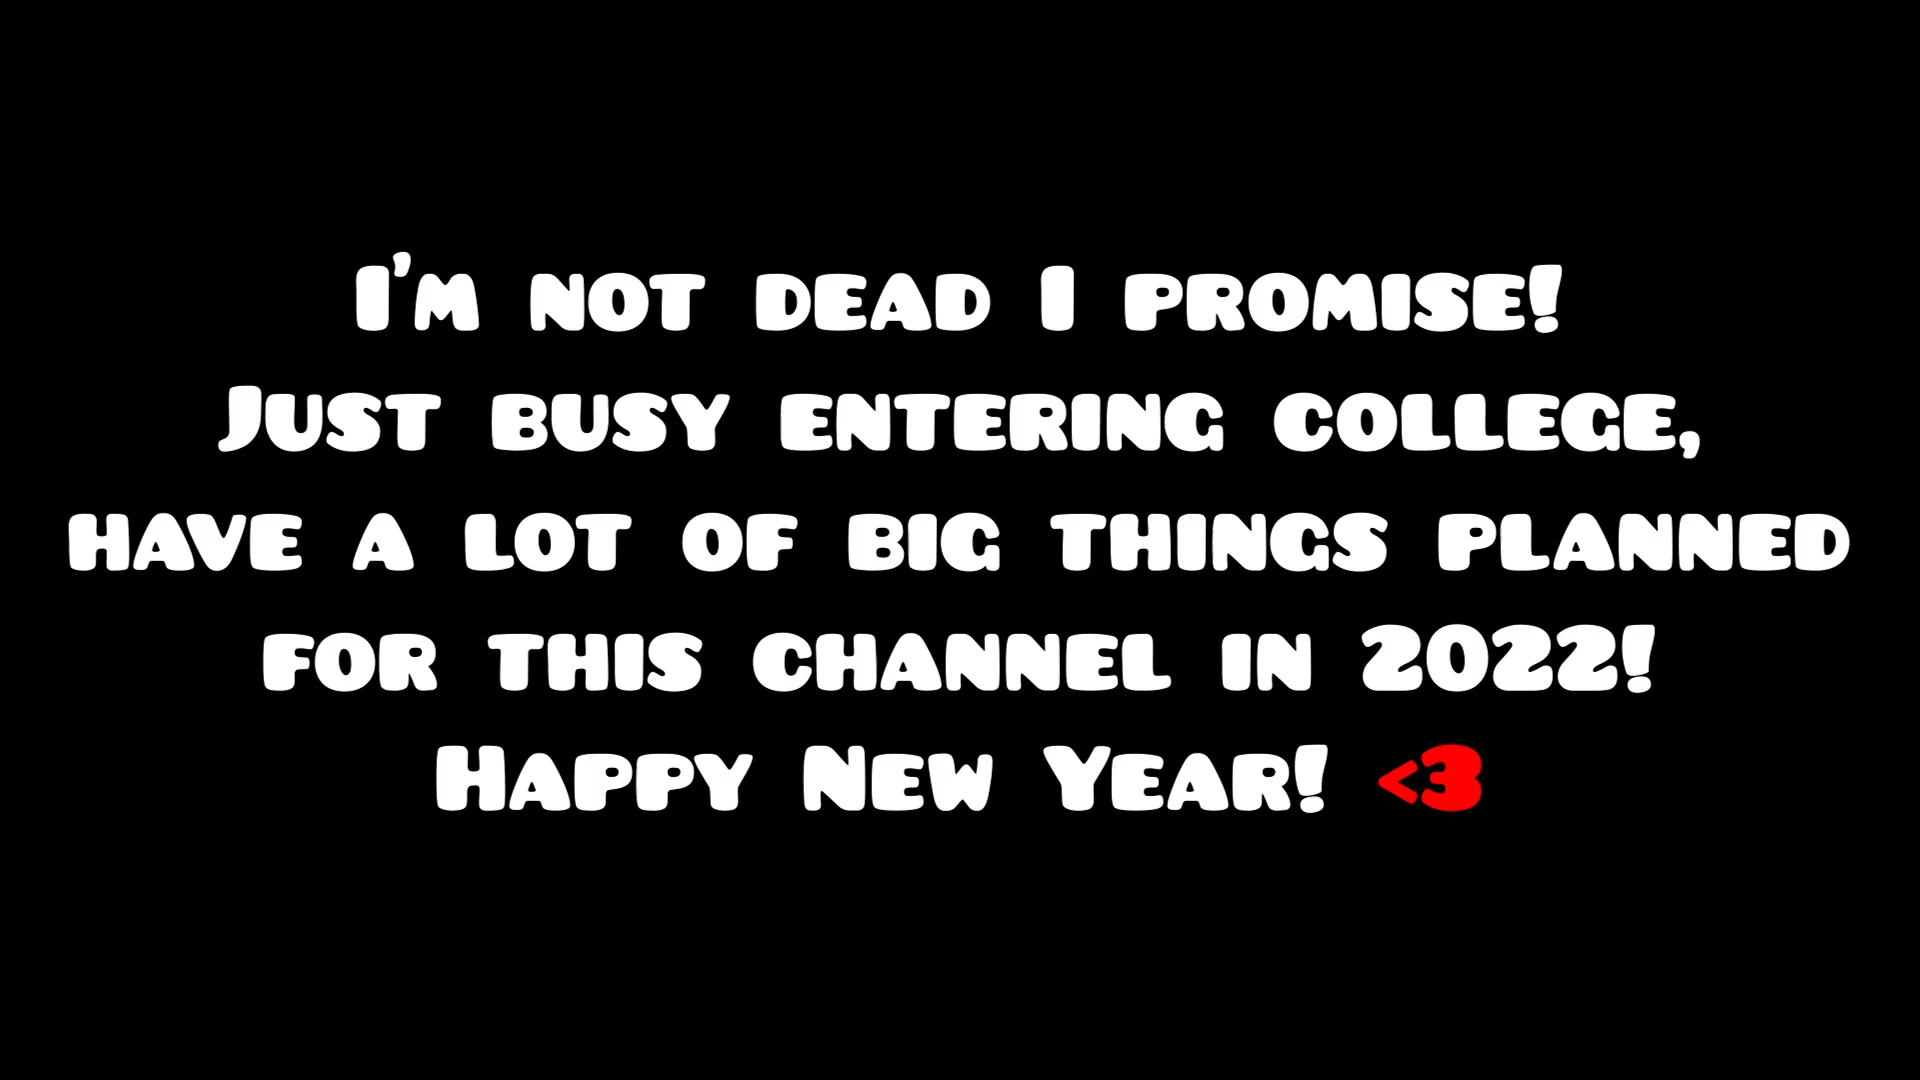 I'm not dead I promise!
Just busy entering college,
have a lot of big things planned
for this channel in 2022!
Happy New Year! <3